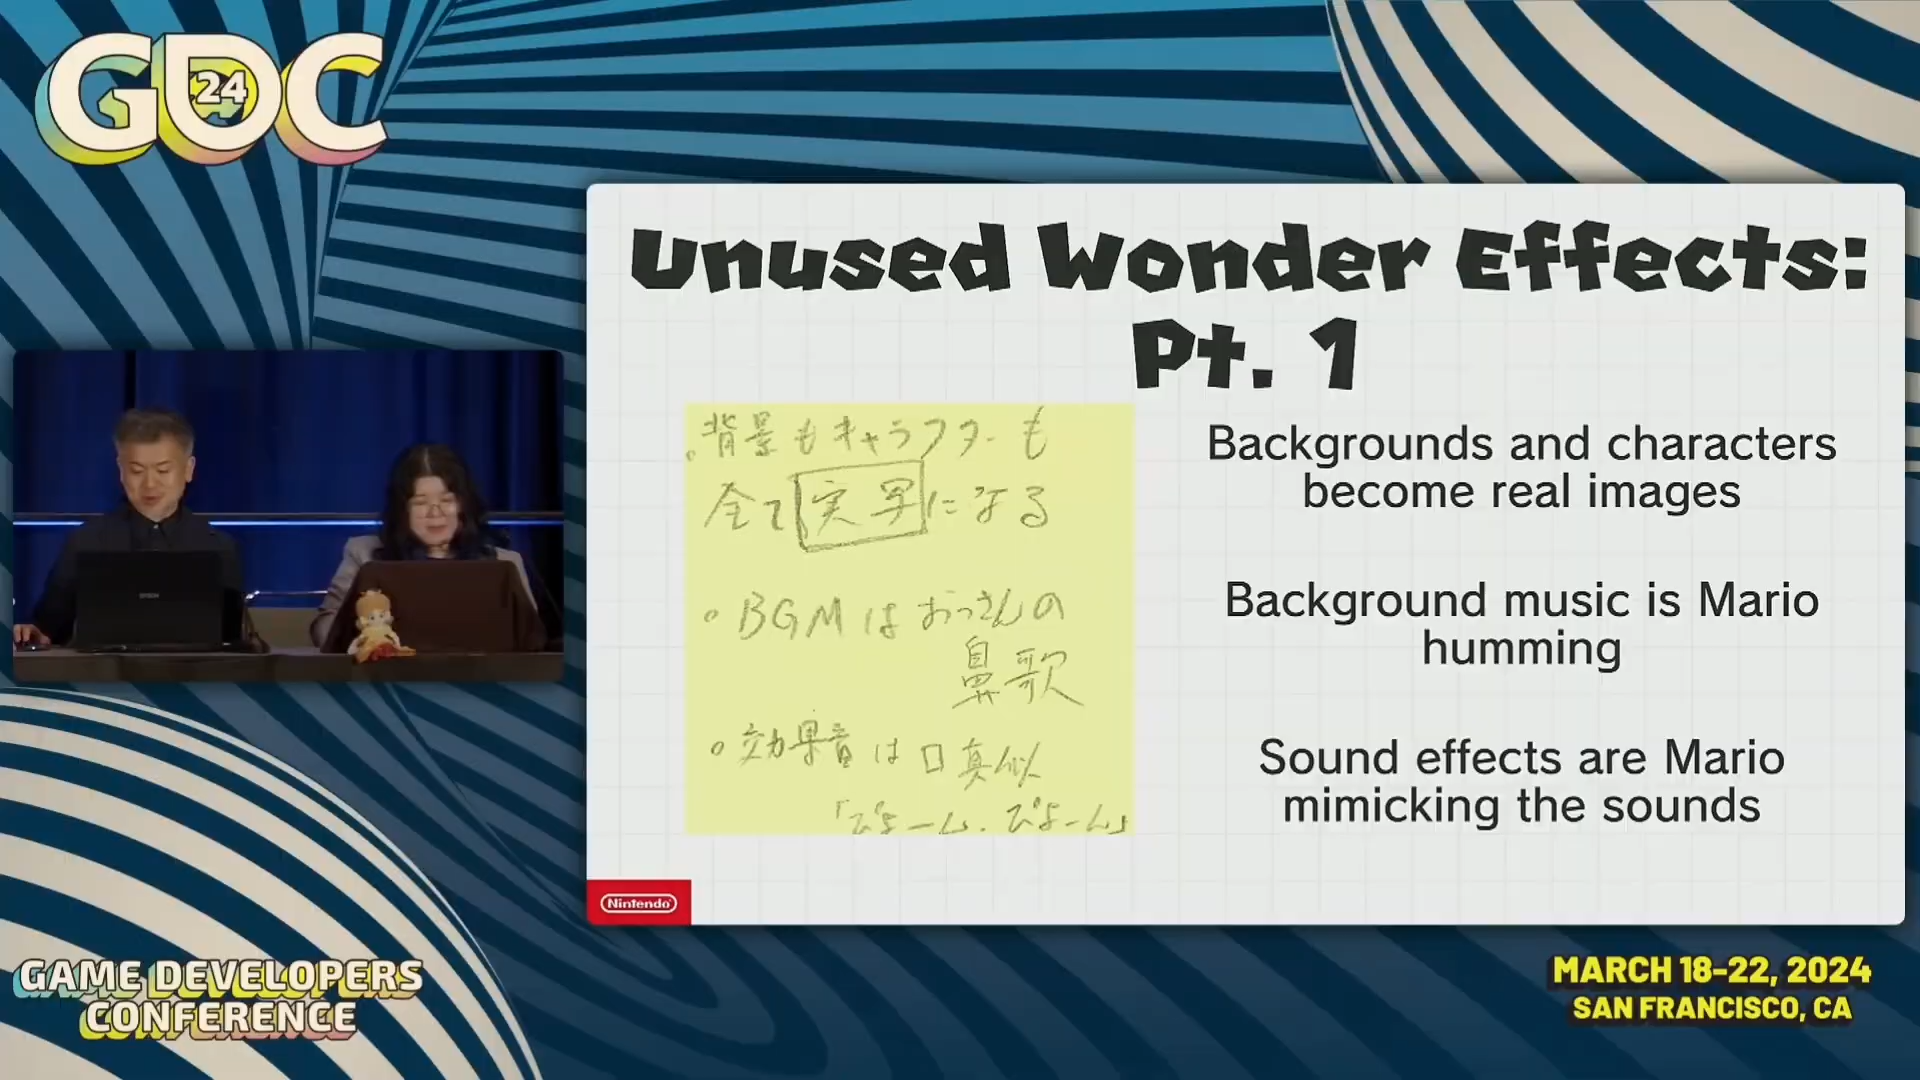 GDC
24
Unused Wonder Effects:
Pt. 1
。背景もキャラクターも
全て実写になる
。BGMはおっさんの
鼻歌
。効果音は口真似
「ぴよーん、ぴよーん」
Backgrounds and characters
become real images
Background music is Mario
humming
Sound effects are Mario
mimicking the sounds
EPSON
Nintendo
GAME DEVELOPERS
CONFERENCE
MARCH 18-22, 2024
SAN FRANCISCO, CA